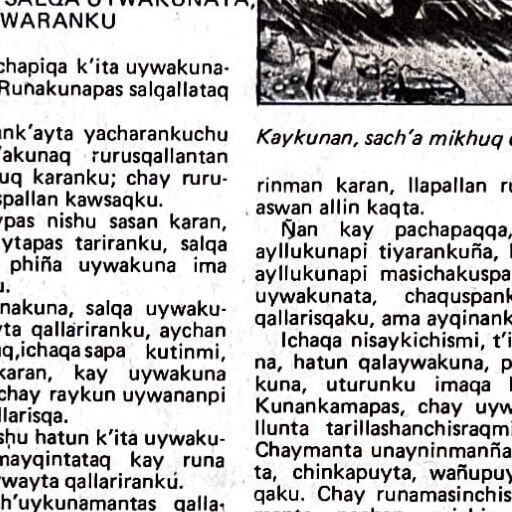 SALQA UYWAKUNATA,
WARANKU
chapiqa k'ita uywakuna-
Runakunapas salqallataq
ank'ayta yacharankuchu
'akunaq rurusqallantan
uq karanku; chay ruru-
spallan kawsaqku.
ypas nishu sasan karan,
ytapas tariranku, salqa
phiña uywakuna ima
u.
nakuna, salqa uywaku-
yta qallariranku, aychan
q,ichaqa sapa kutinmi,
karan, kay uywakuna
chay raykun uywananpi
llarisqa.
shu hatun k'ita uywaku-
mayqintataq kay runa
ywayta qallarirankú.
h'uykunamantas qalla-
Kaykunan, sach'a mikhuq
rinman karan, llapallan
aswan allin kaqta.
Ñan kay pachapaqqa,
ayllukunapi tiyarankuña,
ayllukunapi masichakuspa
uywakunata, chaquspank
qallarisqaku, ama ayqinank
Ichaqa nisaykichismi, t'i
na, hatun qalaywakuna, p
kuna, uturunku imaqa
Kunankamapas, chay uyw
llunta tarillashanchisraqmi
Chaymanta unayninmanña
ta, chinkapuyta, wañupuy
qaku. Chay runamasinchis